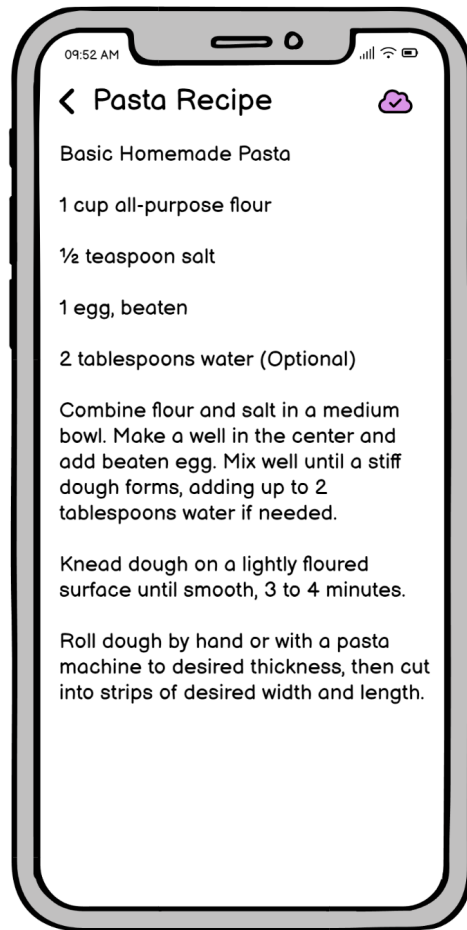 09:52 AM
Pasta Recipe
Basic Homemade Pasta
1 cup all-purpose flour
½ teaspoon salt
1 egg, beaten
2 tablespoons water (Optional)
Combine flour and salt in a medium
bowl. Make a well in the center and
add beaten egg. Mix well until a stiff
dough forms, adding up to 2
tablespoons water if needed.
Knead dough on a lightly floured
surface until smooth, 3 to 4 minutes.
Roll dough by hand or with a pasta
machine to desired thickness, then cut
into strips of desired width and length.